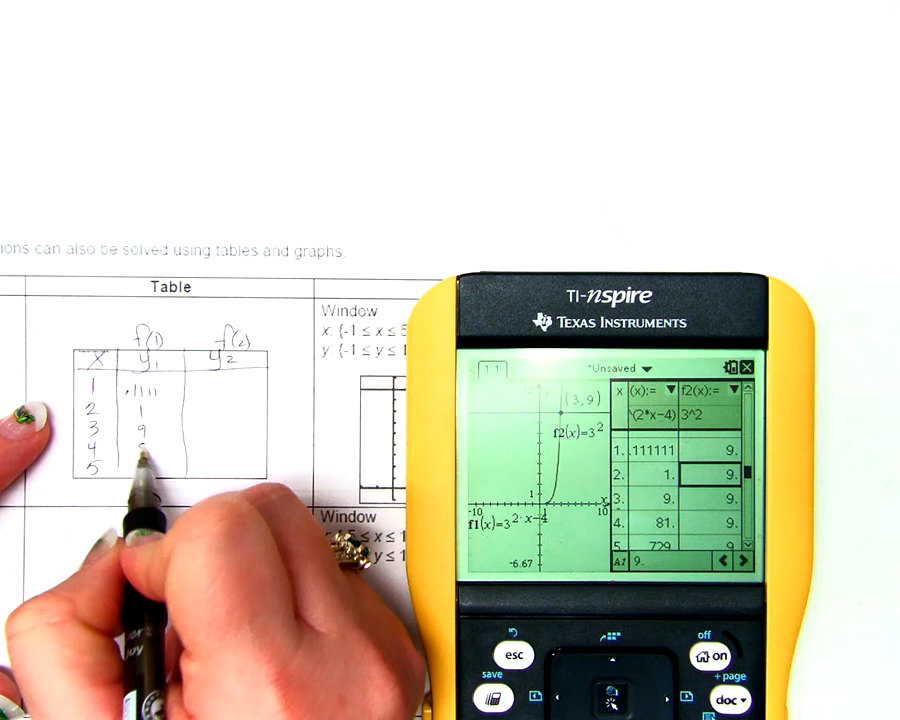 ions can also be solved using tables and graphs.
Table
Window
x: {-1 ≤ x ≤ 5
y: {-1 ≤ y ≤ 1
f(1) f(2)
X y1 y2
1 .1111
2 1
3 9
4
5
Window
≤ x ≤ 1
≤ y ≤ 1
TI-nspire
TEXAS INSTRUMENTS
1.1 *Unsaved
(3,9)
f2(x)=3^2
1
x
-10 10
f1(x)=3^2·x-4
-6.67
x (x):= f2(x):=
^(2*x-4) 3^2
1. .111111 9.
2. 1. 9.
3. 9. 9.
4. 81. 9.
5. 729. 9.
A1 9.
esc
off
on
save
+page
doc
joy